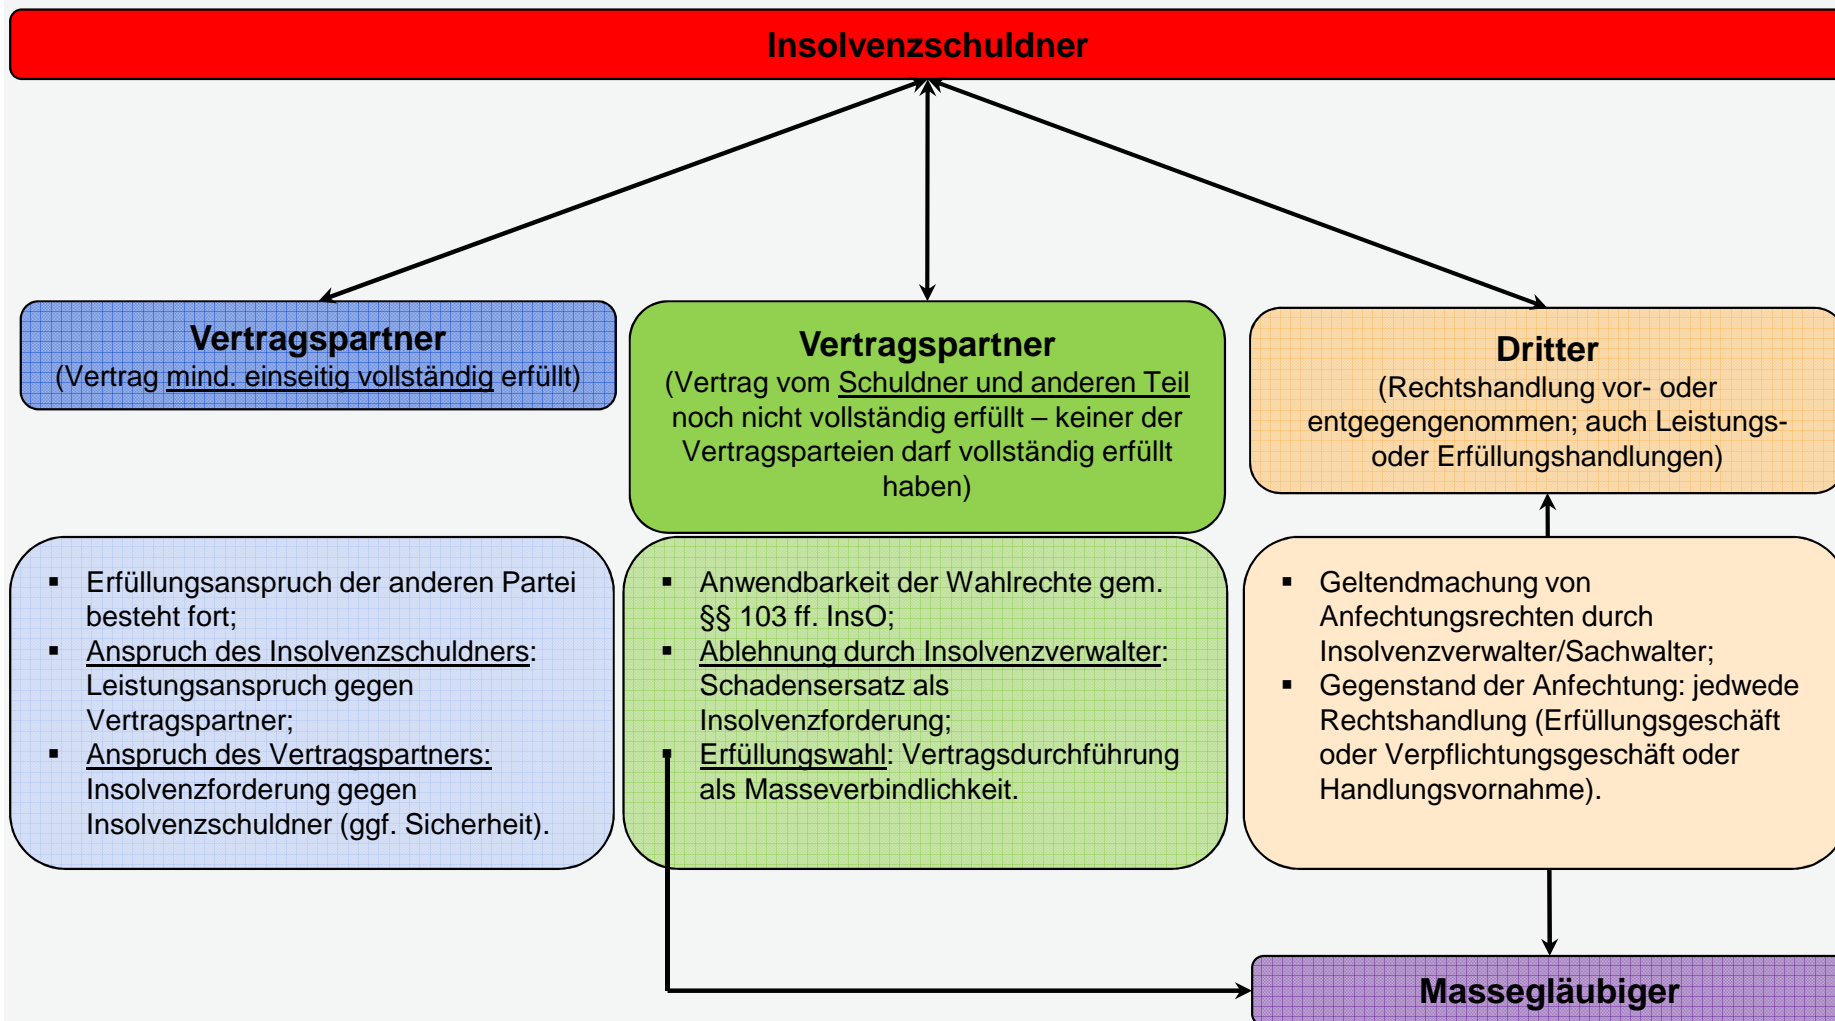 Insolvenzschuldner
Vertragspartner
(Vertrag mind. einseitig vollständig erfüllt)
Vertragspartner
(Vertrag vom Schuldner und anderen Teil
noch nicht vollständig erfüllt – keiner der
Vertragsparteien darf vollständig erfüllt
haben)
Dritter
(Rechtshandlung vor- oder
entgegengenommen; auch Leistungs-
oder Erfüllungshandlungen)
▪ Erfüllungsanspruch der anderen Partei
besteht fort;
▪ Anspruch des Insolvenzschuldners:
Leistungsanspruch gegen
Vertragspartner;
▪ Anspruch des Vertragspartners:
Insolvenzforderung gegen
Insolvenzschuldner (ggf. Sicherheit).
▪ Anwendbarkeit der Wahlrechte gem.
§§ 103 ff. InsO;
▪ Ablehnung durch Insolvenzverwalter:
Schadensersatz als
Insolvenzforderung;
▪ Erfüllungswahl: Vertragsdurchführung
als Masseverbindlichkeit.
▪ Geltendmachung von
Anfechtungsrechten durch
Insolvenzverwalter/Sachwalter;
▪ Gegenstand der Anfechtung: jedwede
Rechtshandlung (Erfüllungsgeschäft
oder Verpflichtungsgeschäft oder
Handlungsvornahme).
Massegläubiger